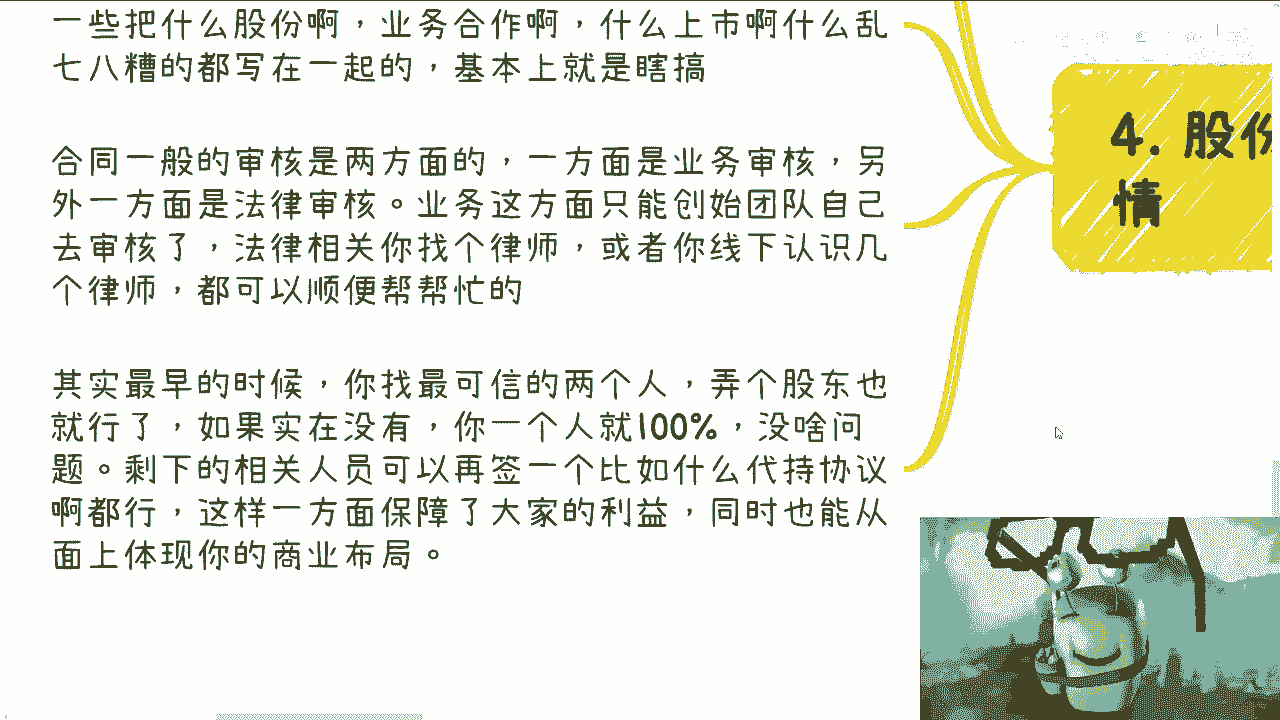 一些把什么股份啊，业务合作啊，什么上市啊什么乱
七八糟的都写在一起的，基本上就是瞎搞
合同一般的审核是两方面的，一方面是业务审核，另
外一方面是法律审核。业务这方面只能创始团队自己
去审核了，法律相关你找个律师，或者你线下认识几
个律师，都可以顺便帮帮忙的
其实最早的时候，你找最可信的两个人，弄个股东也
就行了，如果实在没有，你一个人就100%，没啥问
题。剩下的相关人员可以再签一个比如什么代持协议
啊都行，这样一方面保障了大家的利益，同时也能从
面上体现你的商业布局。
4. 股份
情